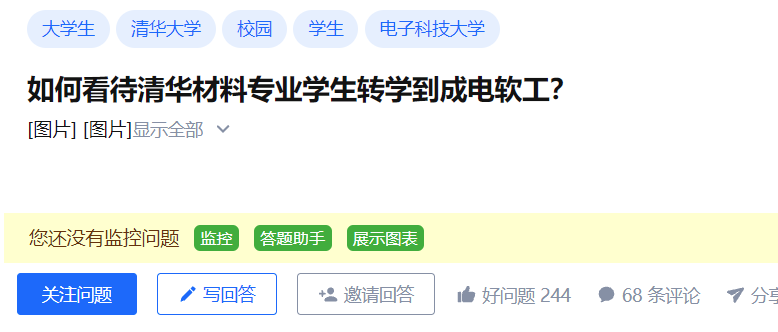 大学生 清华大学 校园 学生 电子科技大学
如何看待清华材料专业学生转学到成电软工？
[图片] [图片]显示全部
您还没有监控问题 监控 答题助手 展示图表
关注问题 写回答 邀请回答 好问题 244 68 条评论 分享